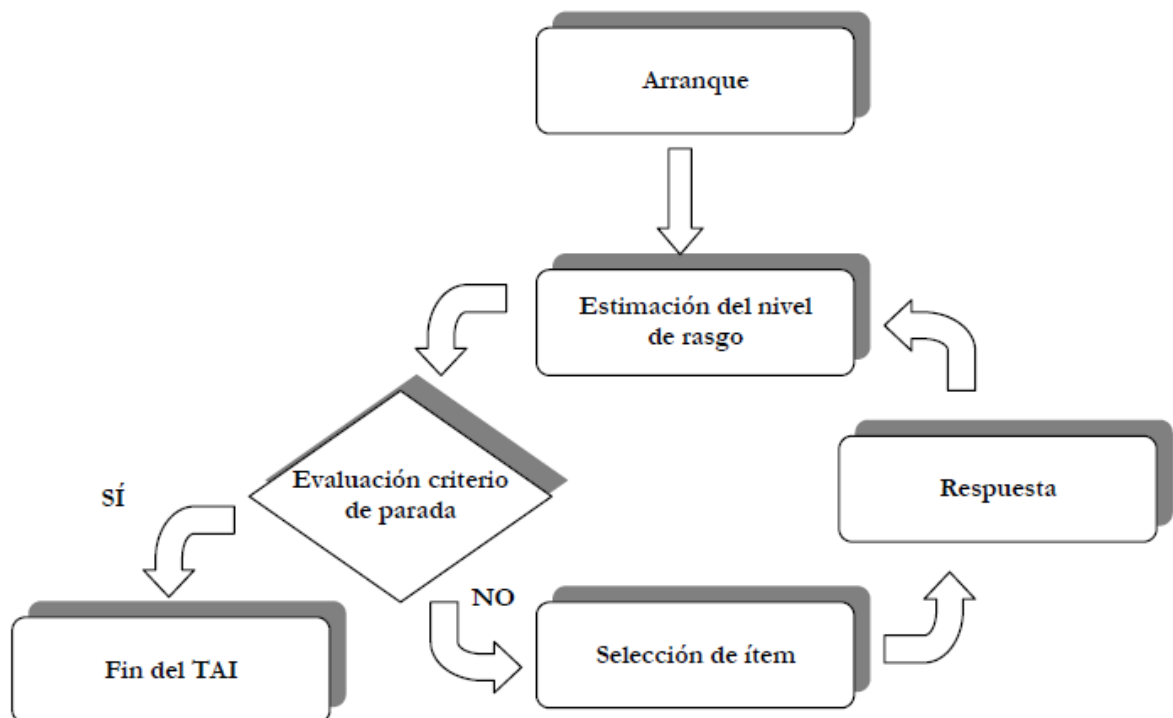 Arranque
Estimación del nivel
de rasgo
Evaluación criterio
de parada
SÍ
Respuesta
NO
Selección de ítem
Fin del TAI